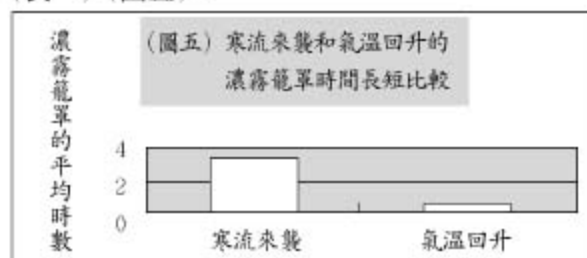 濃霧籠罩的平均時數
(圖五) 寒流來襲和氣溫回升的
濃霧籠罩時間長短比較
4
2
0
寒流來襲
氣溫回升